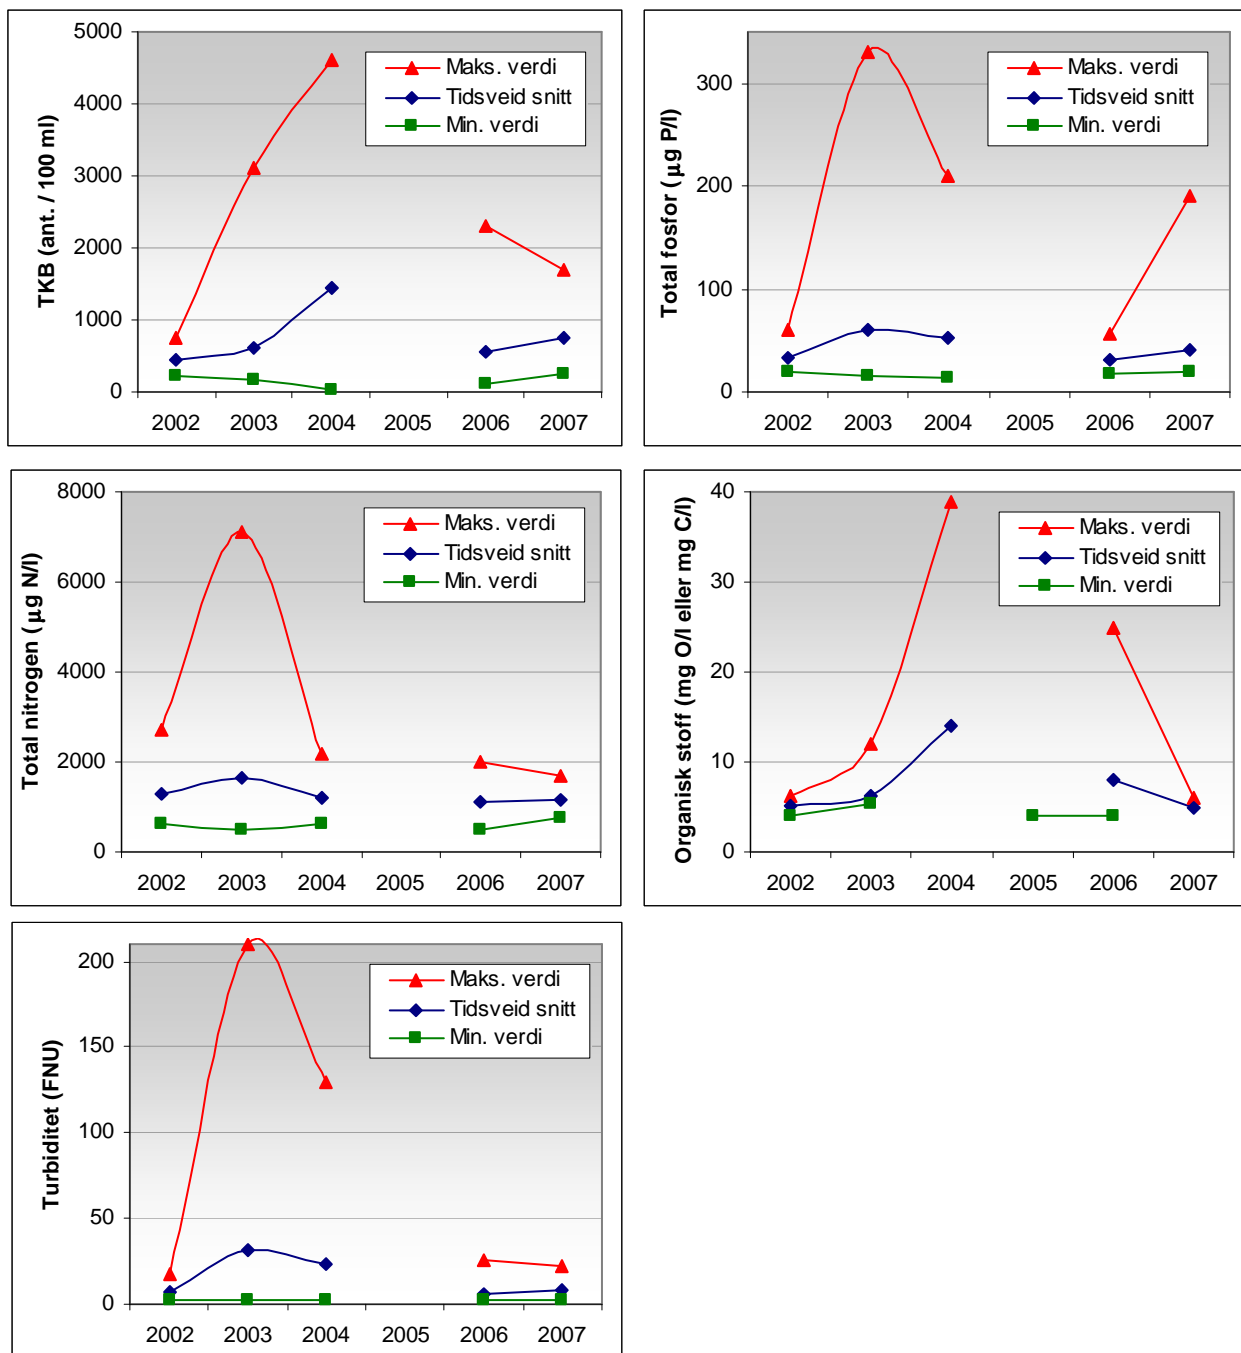 TKB (ant. / 100 ml)
5000
4000
3000
2000
1000
0
Maks. verdi
Tidsveid snitt
Min. verdi
2002 2003 2004 2005 2006 2007
Total fosfor (µg P/l)
300
200
100
0
Maks. verdi
Tidsveid snitt
Min. verdi
2002 2003 2004 2005 2006 2007
Total nitrogen (µg N/l)
8000
6000
4000
2000
0
Maks. verdi
Tidsveid snitt
Min. verdi
2002 2003 2004 2005 2006 2007
Organisk stoff (mg O/l eller mg C/l)
40
30
20
10
0
Maks. verdi
Tidsveid snitt
Min. verdi
2002 2003 2004 2005 2006 2007
Turbiditet (FNU)
200
150
100
50
0
Maks. verdi
Tidsveid snitt
Min. verdi
2002 2003 2004 2005 2006 2007